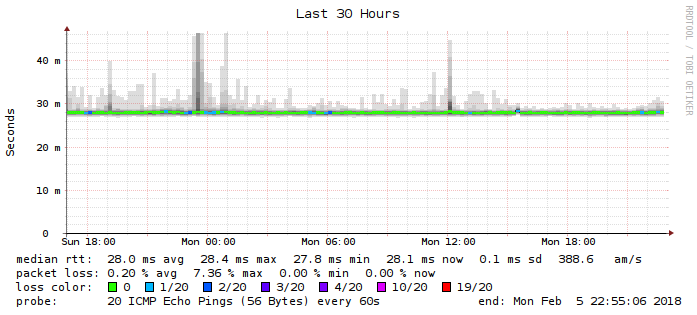 Last 30 Hours
RRDTOOL / TOBI OETIKER
Seconds
40 m
30 m
20 m
10 m
0
Sun 18:00 Mon 00:00 Mon 06:00 Mon 12:00 Mon 18:00
median rtt: 28.0 ms avg 28.4 ms max 27.8 ms min 28.1 ms now 0.1 ms sd 388.6 am/s
packet loss: 0.20 % avg 7.36 % max 0.00 % min 0.00 % now
loss color: 0 1/20 2/20 3/20 4/20 10/20 19/20
probe: 20 ICMP Echo Pings (56 Bytes) every 60s end: Mon Feb 5 22:55:06 2018